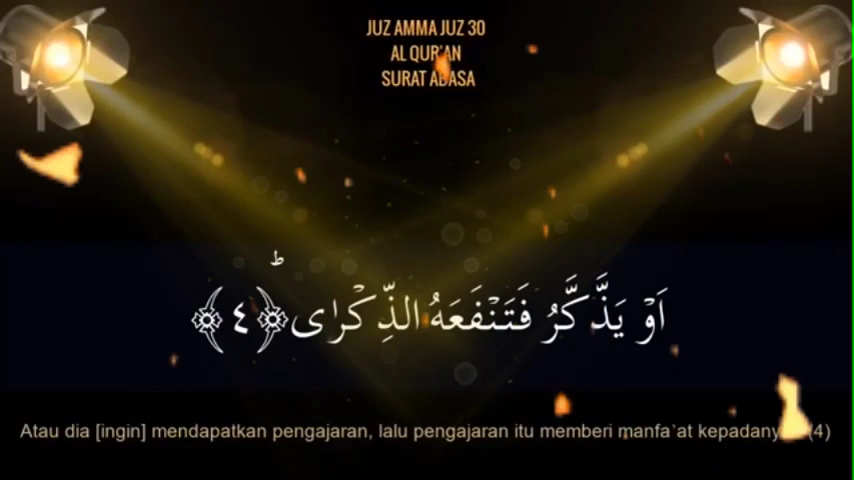 JUZ AMMA JUZ 30
AL QUR'AN
SURAT ABASA
اَوْ يَذَّكَّرُ فَتَنْفَعَهُ الذِّكْرٰى ؕ ﴿٤﴾
Atau dia [ingin] mendapatkan pengajaran, lalu pengajaran itu memberi manfa`at kepadanya? (4)